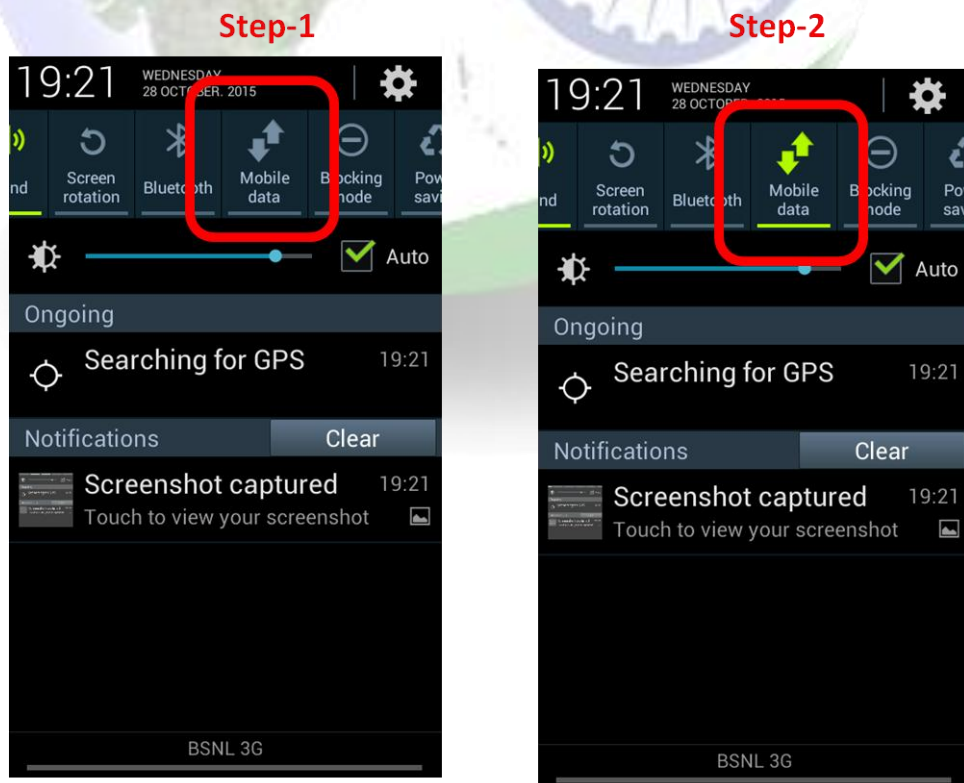 Step-1
19:21
WEDNESDAY
28 OCTOBER. 2015
nd
Screen
rotation
Bluetooth
Mobile
data
Blocking
mode
Pow
savi
Auto
Ongoing
Searching for GPS 19:21
Notifications Clear
Screenshot captured 19:21
Touch to view your screenshot
BSNL 3G
Step-2
19:21
WEDNESDAY
28 OCTOBER. 2015
nd
Screen
rotation
Bluetooth
Mobile
data
Blocking
mode
Po
sav
Auto
Ongoing
Searching for GPS 19:21
Notifications Clear
Screenshot captured 19:21
Touch to view your screenshot
BSNL 3G